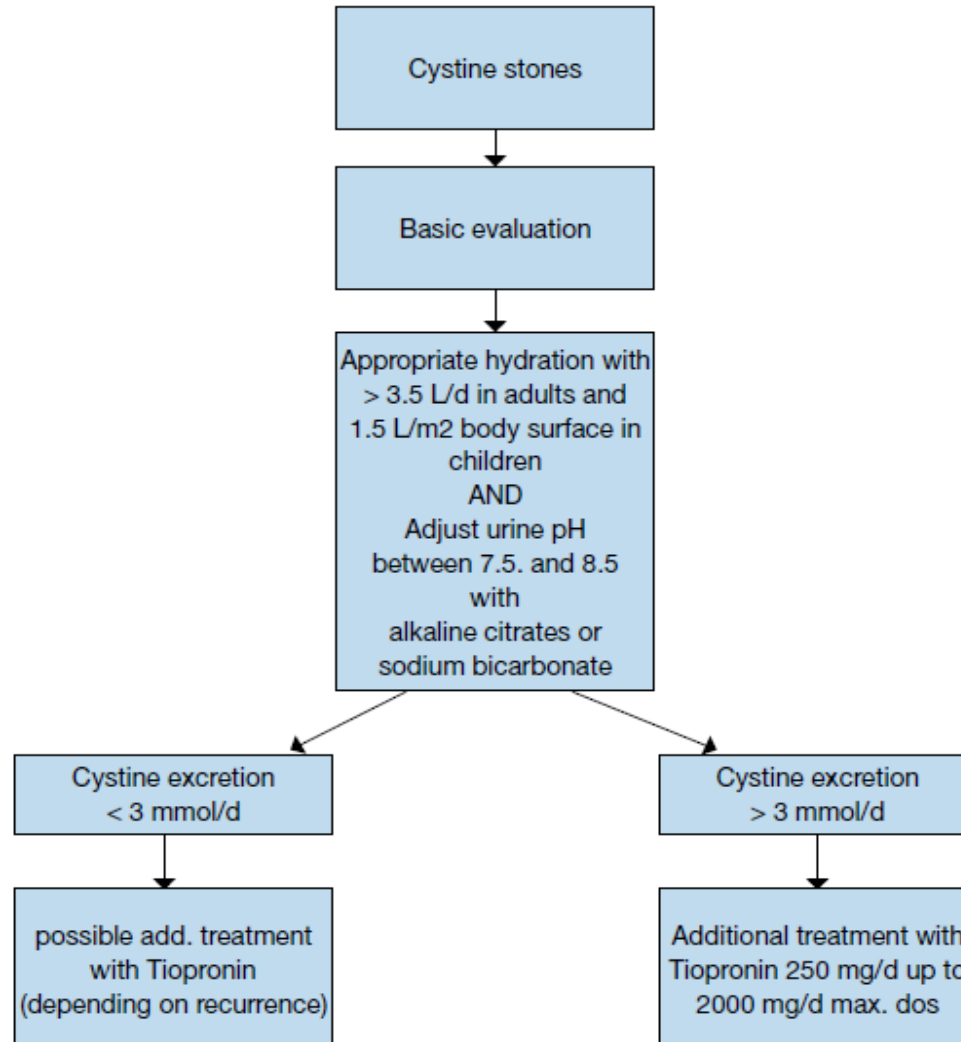 Cystine stones
Basic evaluation
Appropriate hydration with
> 3.5 L/d in adults and
1.5 L/m2 body surface in
children
AND
Adjust urine pH
between 7.5. and 8.5
with
alkaline citrates or
sodium bicarbonate
Cystine excretion
< 3 mmol/d
Cystine excretion
> 3 mmol/d
possible add. treatment
with Tiopronin
(depending on recurrence)
Additional treatment with
Tiopronin 250 mg/d up to
2000 mg/d max. dos